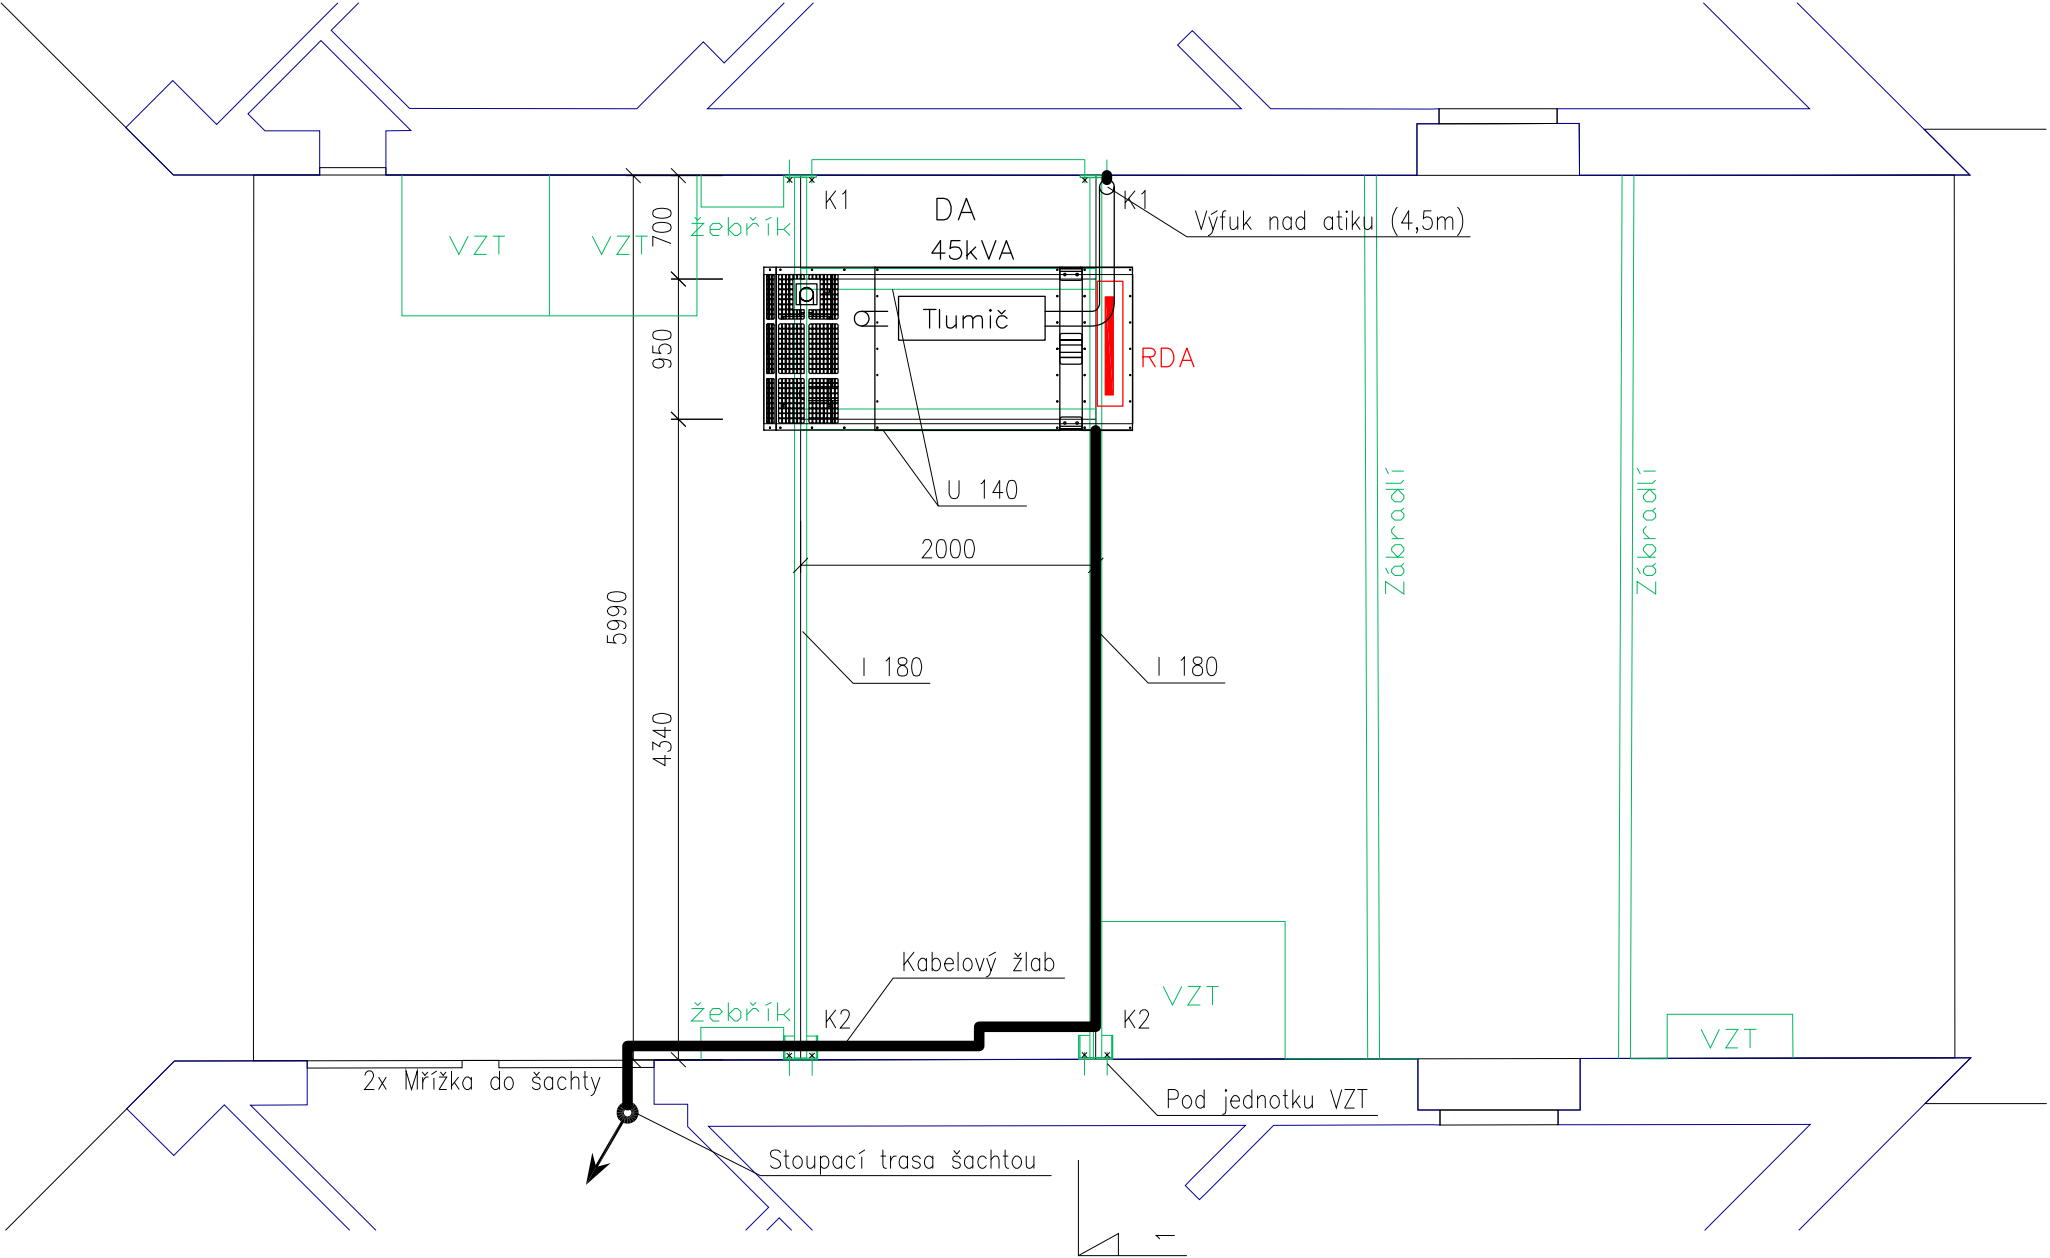 K1
DA
K1
Výfuk nad atiku (4,5m)
žebřík
VZT
VZT
700
45kVA
Tlumič
RDA
950
U 140
Zábradlí
Zábradlí
2000
5990
I 180
I 180
4340
Kabelový žlab
VZT
žebřík
K2
K2
VZT
2x Mřížka do šachty
Pod jednotku VZT
Stoupací trasa šachtou
1